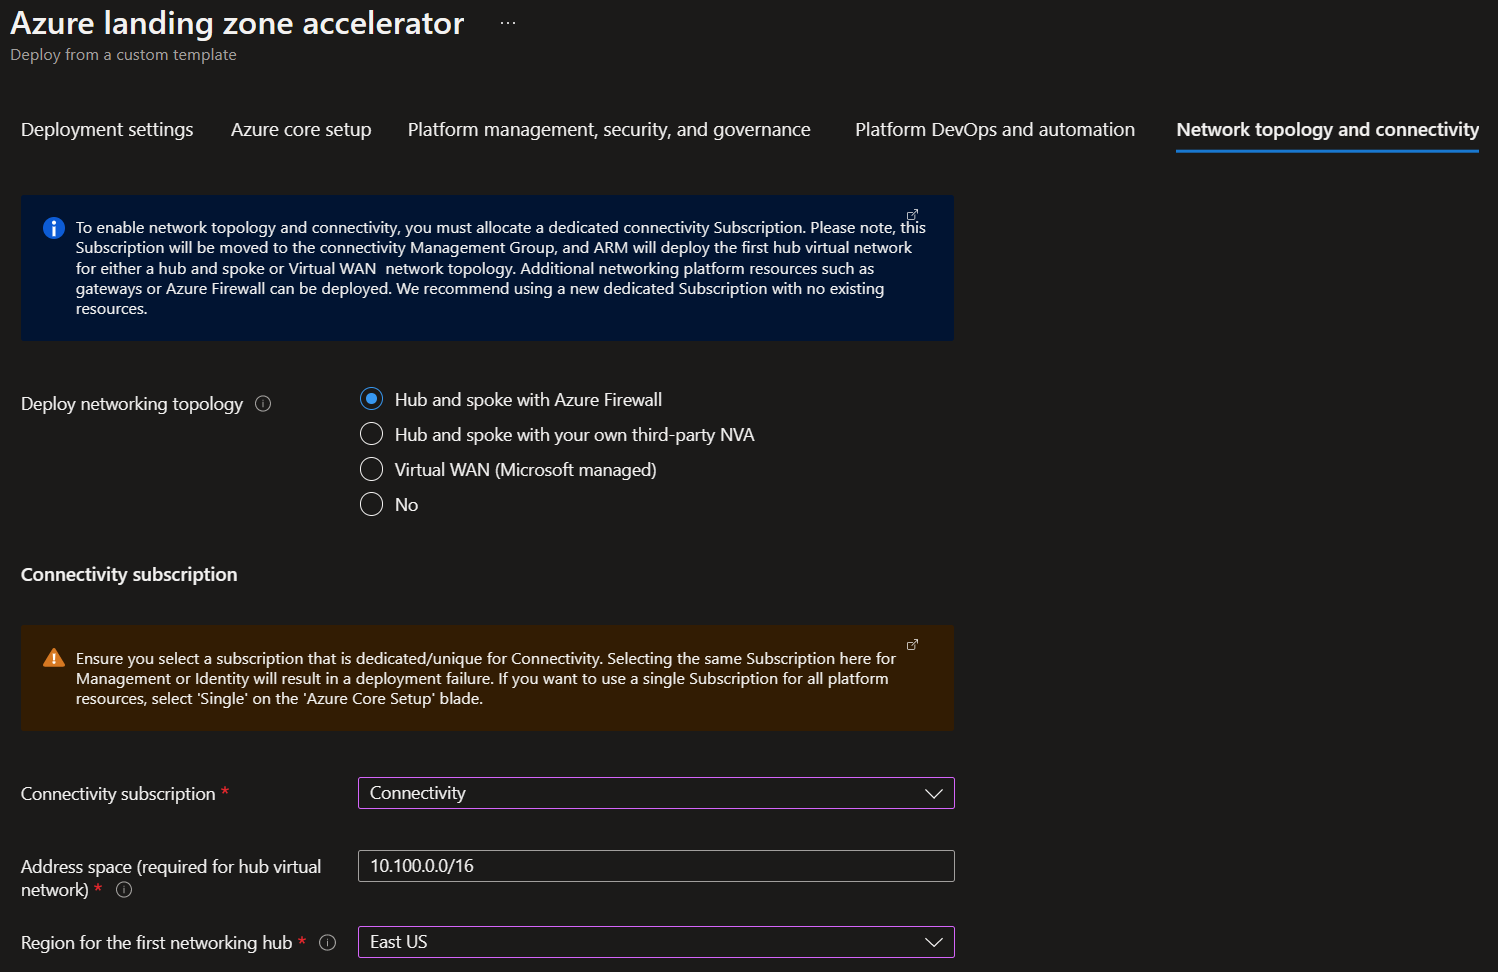 Azure landing zone accelerator ...
Deploy from a custom template
Deployment settings Azure core setup Platform management, security, and governance Platform DevOps and automation Network topology and connectivity
To enable network topology and connectivity, you must allocate a dedicated connectivity Subscription. Please note, this
Subscription will be moved to the connectivity Management Group, and ARM will deploy the first hub virtual network
for either a hub and spoke or Virtual WAN  network topology. Additional networking platform resources such as
gateways or Azure Firewall can be deployed. We recommend using a new dedicated Subscription with no existing
resources.
Deploy networking topology
Hub and spoke with Azure Firewall
Hub and spoke with your own third-party NVA
Virtual WAN (Microsoft managed)
No
Connectivity subscription
Ensure you select a subscription that is dedicated/unique for Connectivity. Selecting the same Subscription here for
Management or Identity will result in a deployment failure. If you want to use a single Subscription for all platform
resources, select 'Single' on the 'Azure Core Setup' blade.
Connectivity subscription *
Connectivity
Address space (required for hub virtual
network) *
10.100.0.0/16
Region for the first networking hub *
East US